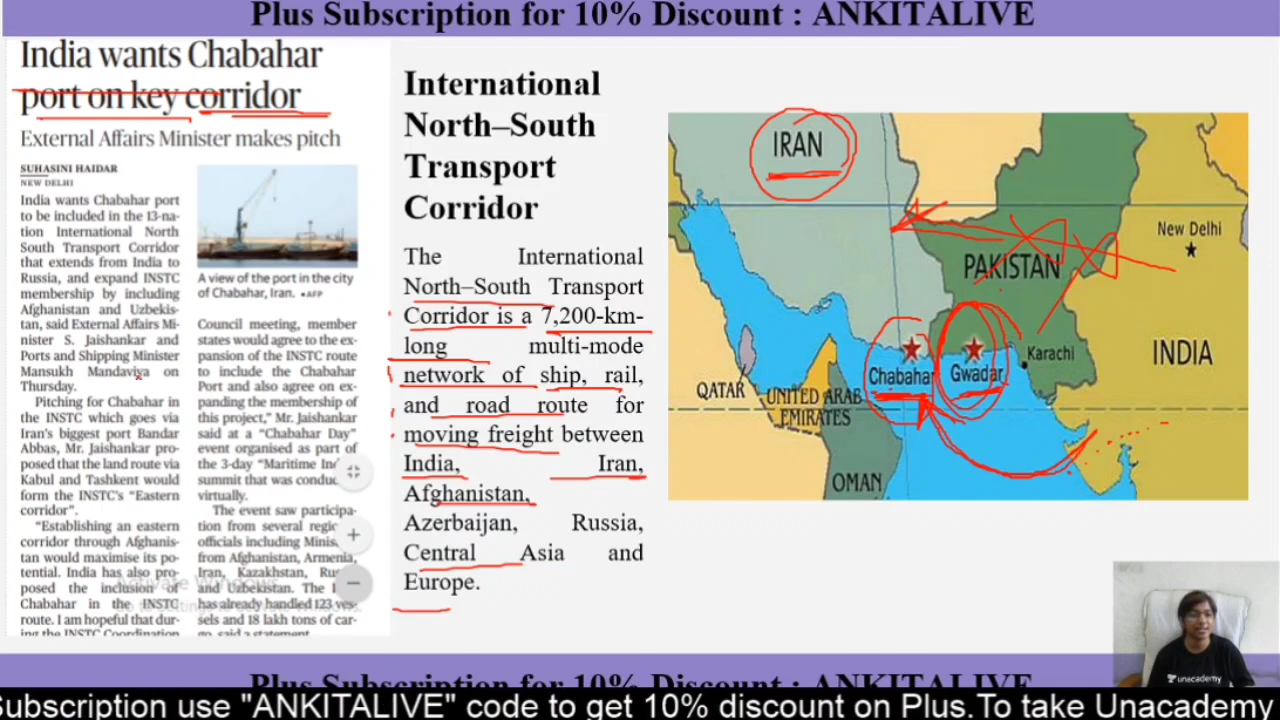 Plus Subscription for 10% Discount : ANKITALIVE
India wants Chabahar
port on key corridor
External Affairs Minister makes pitch
SUHASINI HAIDAR
NEW DELHI
India wants Chabahar port
to be included in the 13-na-
tion International North
South Transport Corridor
that extends from India to
Russia, and expand INSTC
membership by including
Afghanistan and Uzbekis-
tan, said External Affairs Mi-
nister S. Jaishankar and
Ports and Shipping Minister
Mansukh Mandaviya on
Thursday.
Pitching for Chabahar in
the INSTC which goes via
Iran's biggest port Bandar
Abbas, Mr. Jaishankar pro-
posed that the land route via
Kabul and Tashkent would
form the INSTC's "Eastern
corridor".
"Establishing an eastern
corridor through Afghanis-
tan would maximise its po-
tential. India has also pro-
posed the inclusion of
Chabahar in the INSTC
route. I am hopeful that dur-
ing the INSTC Coordination
A view of the port in the city
of Chabahar, Iran. •AFP
Council meeting, member
states would agree to the ex-
pansion of the INSTC route
to include the Chabahar
Port and also agree on ex-
panding the membership of
this project," Mr. Jaishankar
said at a "Chabahar Day"
event organised as part of
the 3-day "Maritime
summit that was
virtually.
The event saw participa-
tion from several
officials including
from Afghanistan, Armenia,
Iran, Kazakhstan,
and Uzbekistan. The
has already handled 123 ves-
sels and 18 lakh tons of car-
go, said a statement.
Activate Windows
International
North–South
Transport
Corridor
The International
North–South Transport
Corridor is a 7,200-km-
long multi-mode
network of ship, rail,
and road route for
moving freight between
India, Iran,
Afghanistan,
Azerbaijan, Russia,
Central Asia and
Europe.
IRAN
New Delhi
PAKISTAN
Karachi
INDIA
Chabahar
Gwadar
QATAR
UNITED ARAB
EMIRATES
OMAN
unacademy
Plus Subscription for 10% Discount : ANKITALIVE
Subscription use "ANKITALIVE" code to get 10% discount on Plus.To take Unacademy